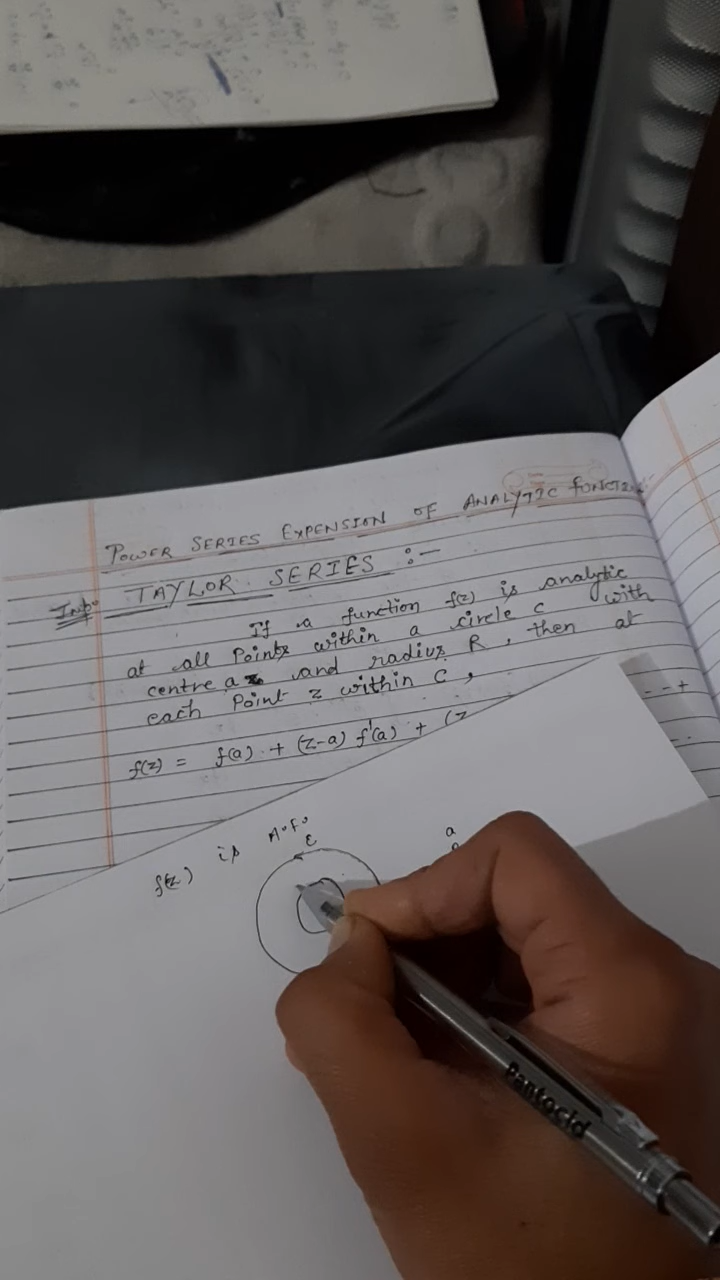 POWER SERIES EXPENSION OF ANALYTIC FUNCTION
Imp. TAYLOR SERIES :-
If a function f(z) is analytic
at all points within a circle C with
centre a and radius R, then at
each point z within C,
f(z) = f(a) + (z-a) f'(a) + (z - - +
f(z) is A.F.
C
a
Pantocid